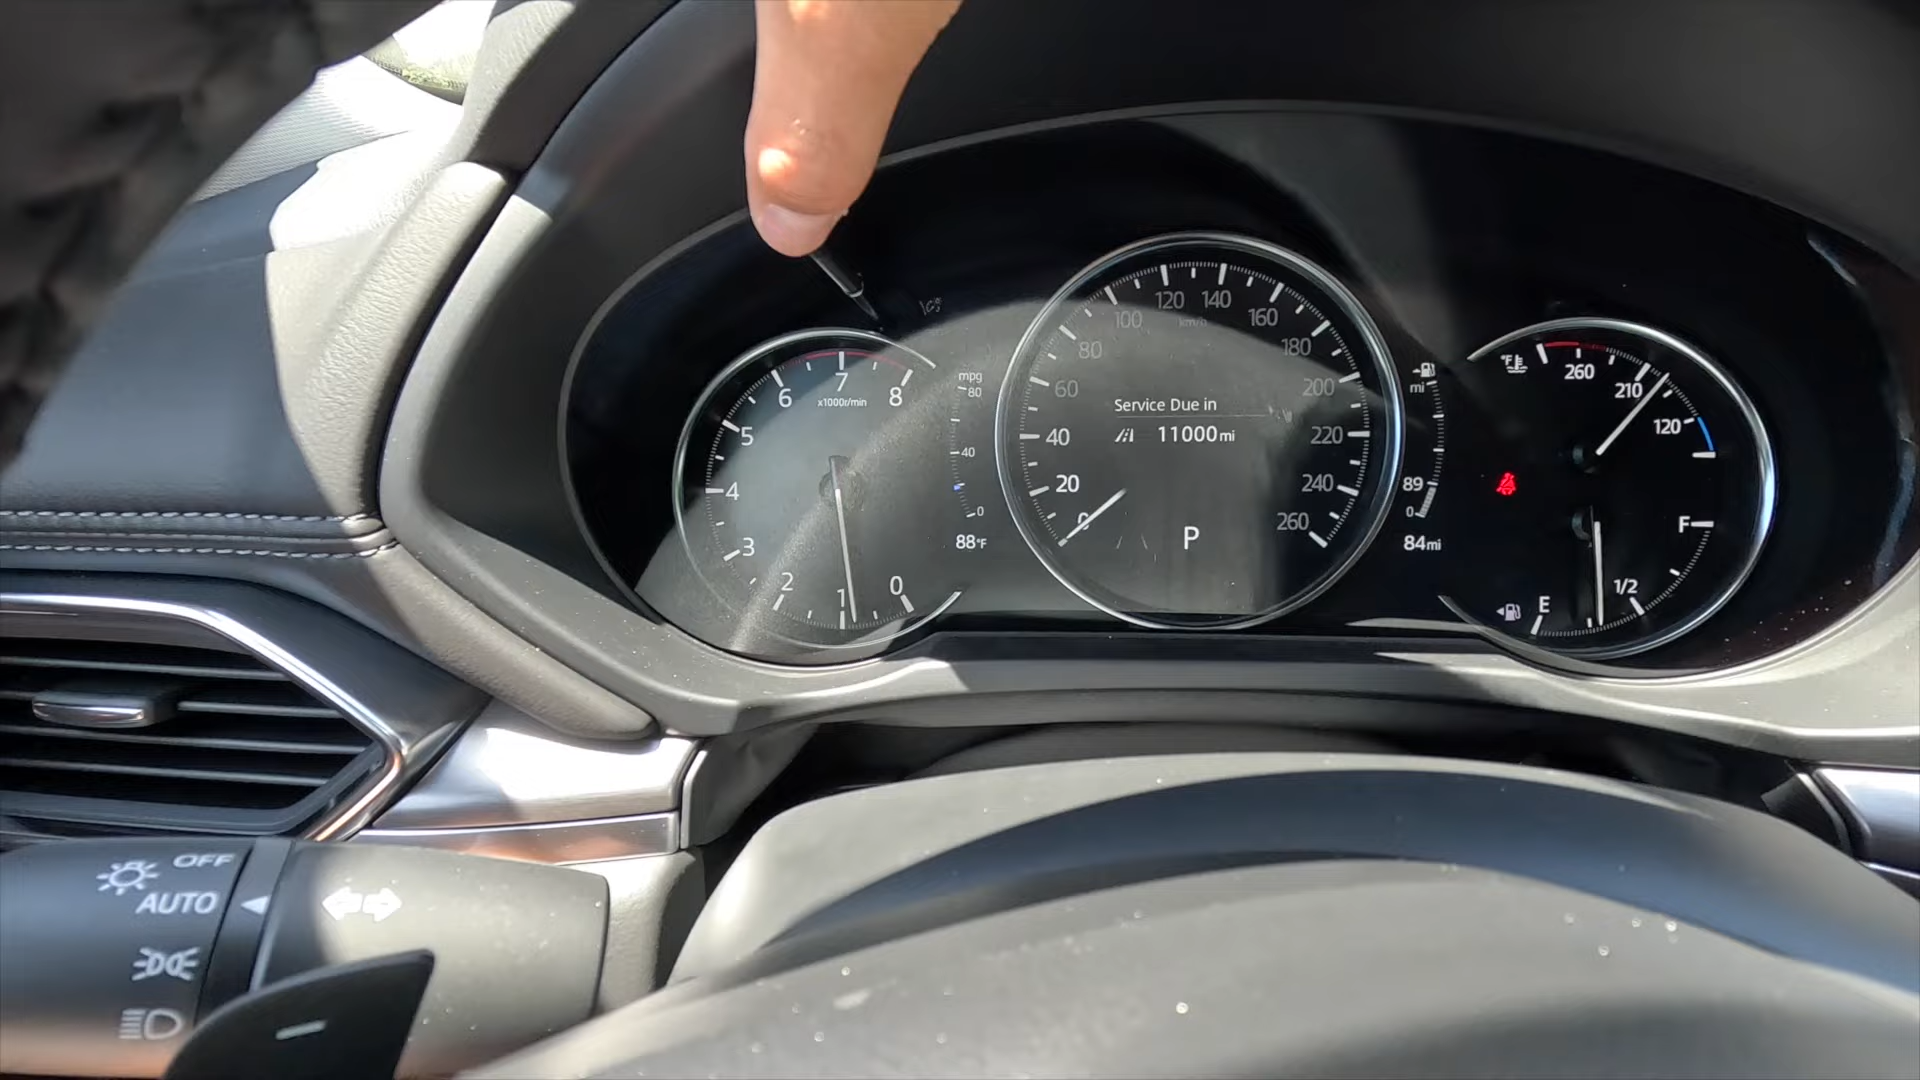 6 7 8
x1000r/min
5
4
3
2 1 0
mpg
80
40
0
88°F
100 120 140 160
km/h
80 180
60 200
40 220
20 240
0 260
Service Due in
11000mi
P
mi
89
0
84mi
°F
260
210
120
F
1/2
E
OFF
AUTO